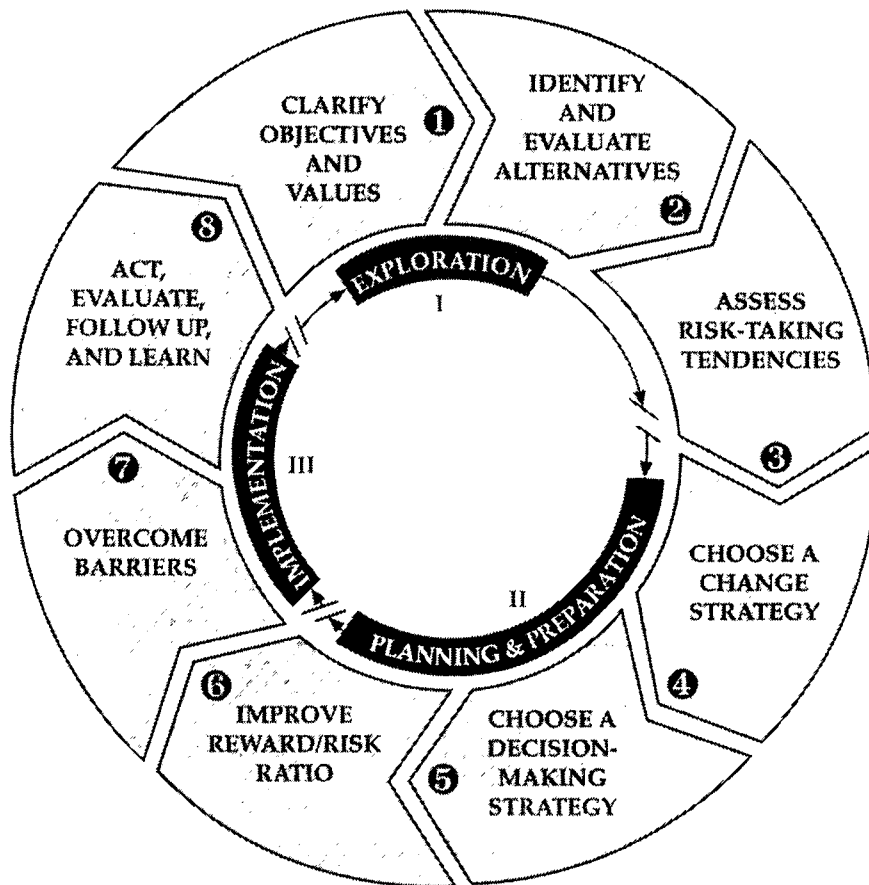 CLARIFY
OBJECTIVES
AND
VALUES
1
IDENTIFY
AND
EVALUATE
ALTERNATIVES
2
ASSESS
RISK-TAKING
TENDENCIES
3
CHOOSE A
CHANGE
STRATEGY
4
CHOOSE A
DECISION-
MAKING
STRATEGY
5
IMPROVE
REWARD/RISK
RATIO
6
OVERCOME
BARRIERS
7
ACT,
EVALUATE,
FOLLOW UP,
AND LEARN
8
EXPLORATION
I
PLANNING & PREPARATION
II
IMPLEMENTATION
III